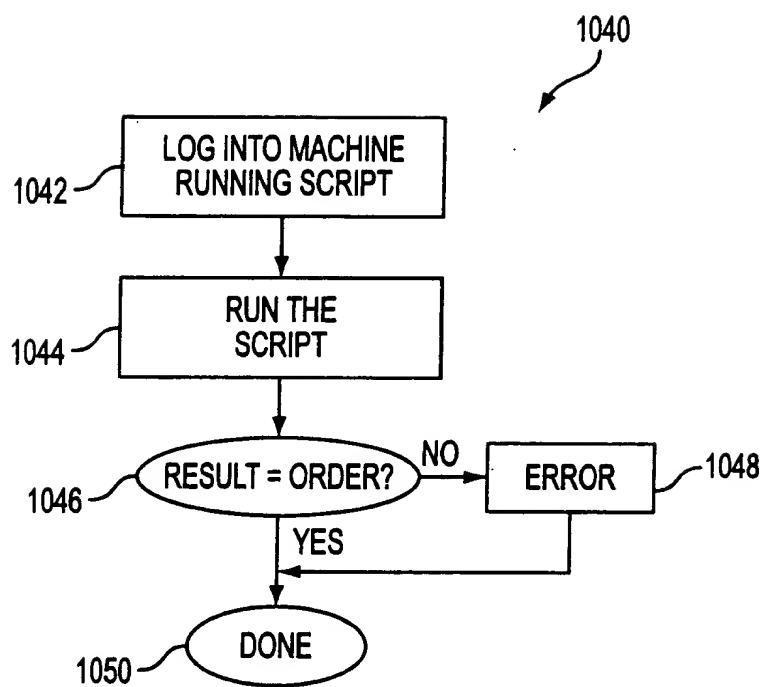 1040
LOG INTO MACHINE
RUNNING SCRIPT
1042
RUN THE
SCRIPT
1044
RESULT = ORDER?
NO
ERROR
1048
1046
YES
DONE
1050